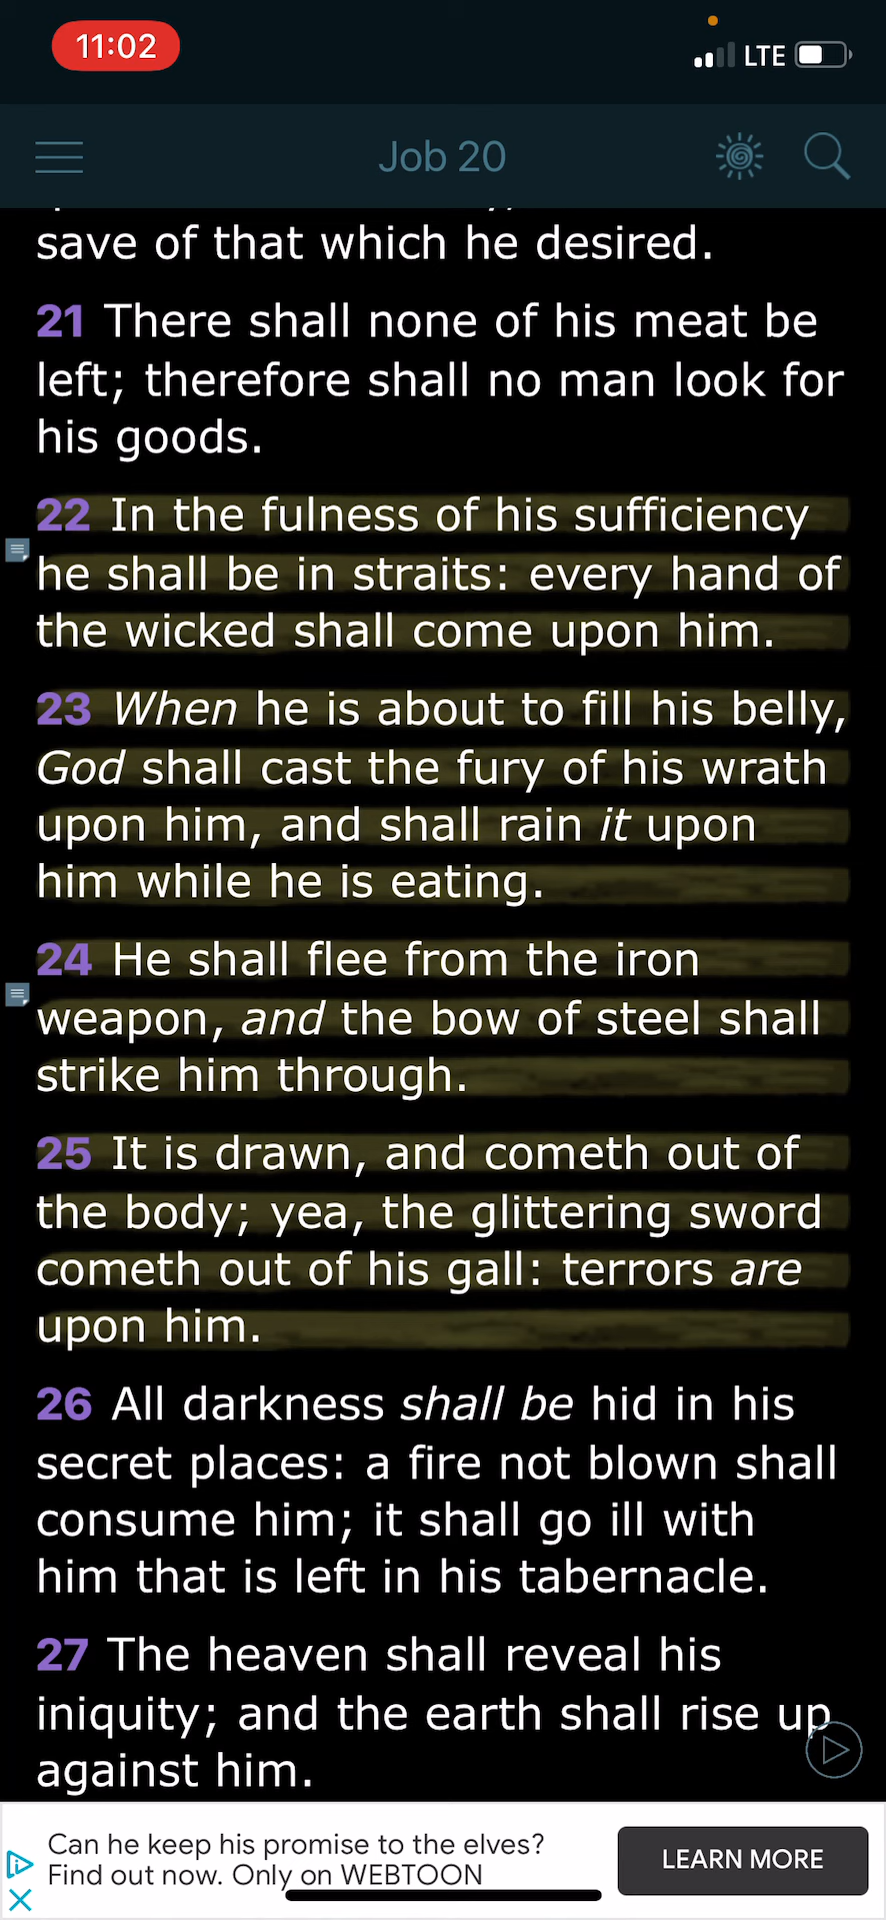 11:02
LTE
Job 20
save of that which he desired.
21 There shall none of his meat be
left; therefore shall no man look for
his goods.
22 In the fulness of his sufficiency
he shall be in straits: every hand of
the wicked shall come upon him.
23 When he is about to fill his belly,
God shall cast the fury of his wrath
upon him, and shall rain it upon
him while he is eating.
24 He shall flee from the iron
weapon, and the bow of steel shall
strike him through.
25 It is drawn, and cometh out of
the body; yea, the glittering sword
cometh out of his gall: terrors are
upon him.
26 All darkness shall be hid in his
secret places: a fire not blown shall
consume him; it shall go ill with
him that is left in his tabernacle.
27 The heaven shall reveal his
iniquity; and the earth shall rise up
against him.
Can he keep his promise to the elves?
Find out now. Only on WEBTOON
LEARN MORE